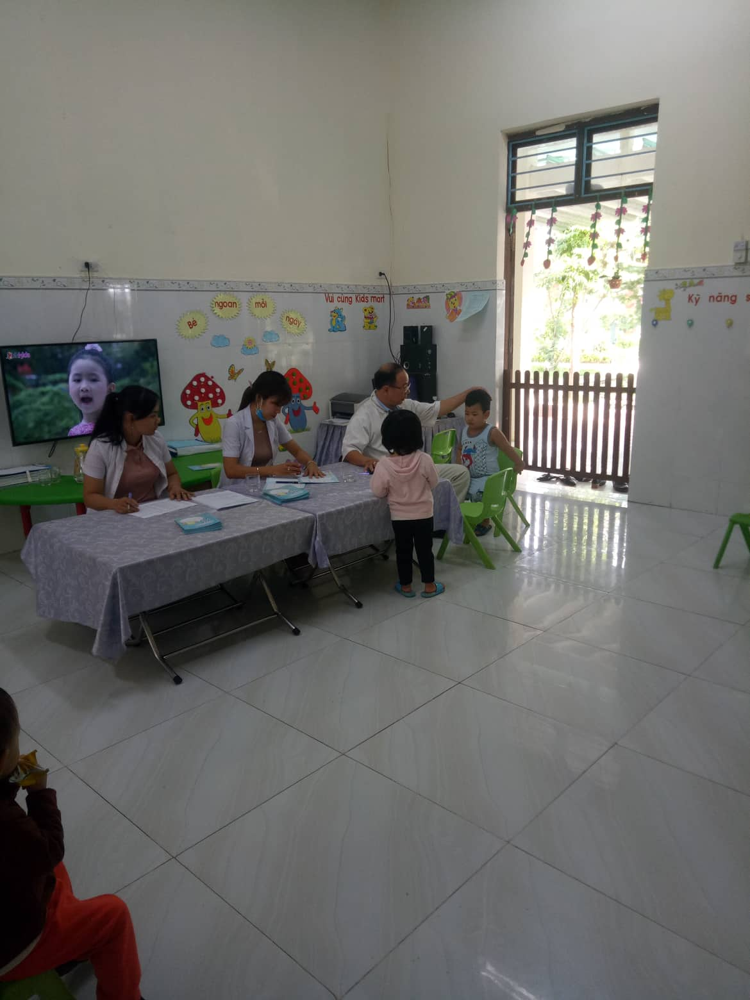 Bé
ngoan
mỗi
ngày
Vui cùng Kids mart
Kỹ năng s